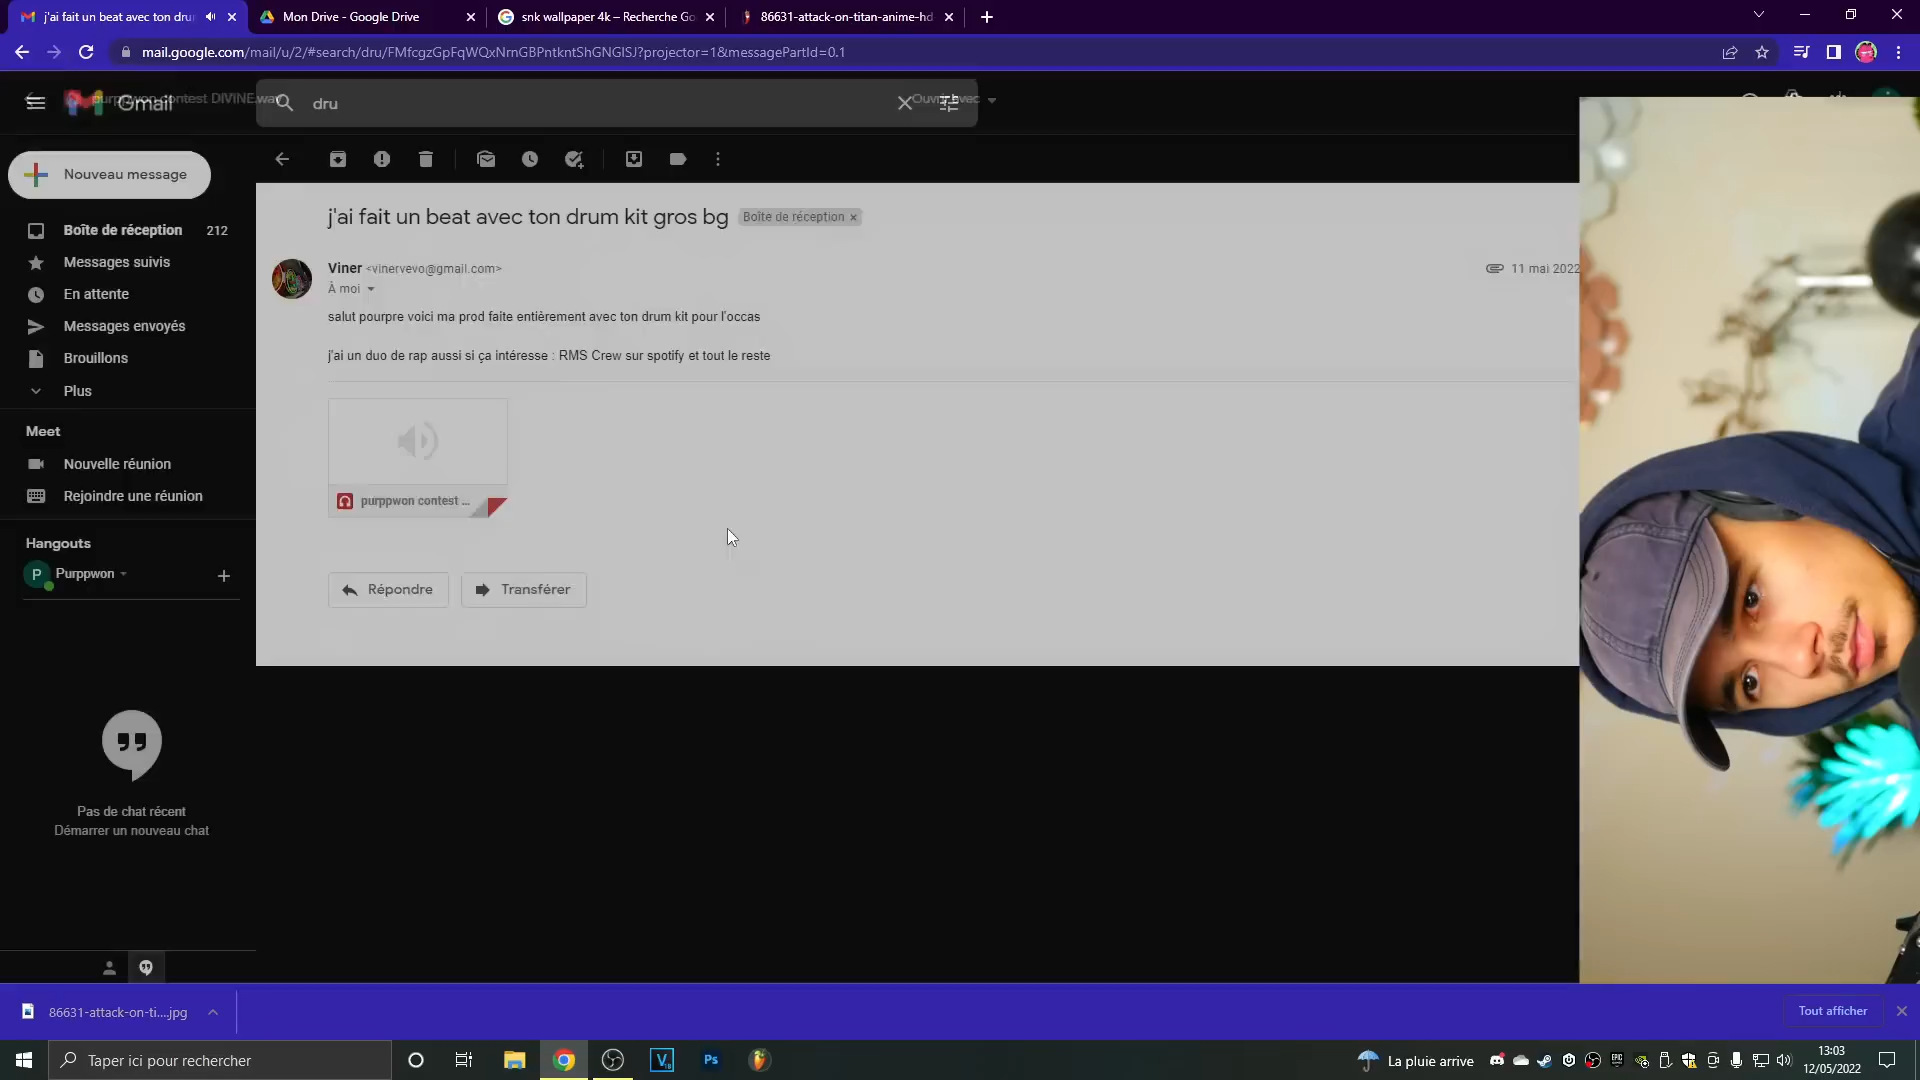 j'ai fait un beat avec ton dru
Mon Drive - Google Drive
snk wallpaper 4k – Recherche Go
86631-attack-on-titan-anime-hd
mail.google.com/mail/u/2/#search/dru/FMfcgzGpFqWQxNrnGBPntkntShGNGlSJ?projector=1&messagePartId=0.1
Gmail
purppwon contest DIVINE.wav
dru
Ouvrir avec
Nouveau message
j'ai fait un beat avec ton drum kit gros bg
Boîte de réception ×
Boîte de réception 212
Messages suivis
En attente
Messages envoyés
Brouillons
Plus
Viner <vinervevo@gmail.com>
11 mai 2022
À moi
salut pourpre voici ma prod faite entièrement avec ton drum kit pour l'occas
j'ai un duo de rap aussi si ça intéresse : RMS Crew sur spotify et tout le reste
Meet
Nouvelle réunion
Rejoindre une réunion
purppwon contest ...
Hangouts
P Purppwon
Répondre
Transférer
Pas de chat récent
Démarrer un nouveau chat
86631-attack-on-ti....jpg
Tout afficher
Taper ici pour rechercher
Ps
La pluie arrive
13:03
12/05/2022